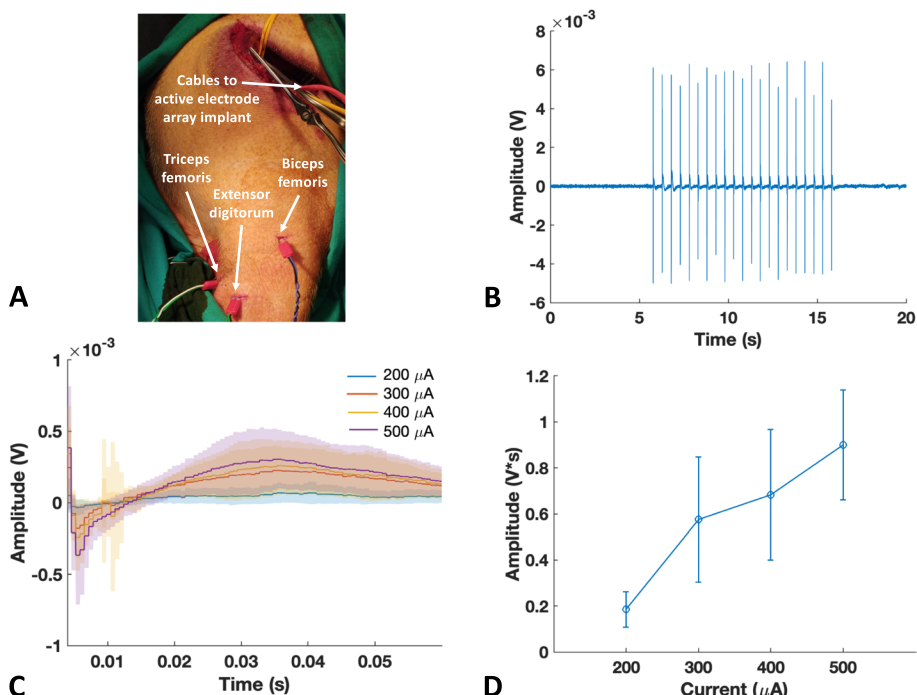 Cables to
active electrode
array implant
Triceps
femoris
Biceps
femoris
Extensor
digitorum
A
×10⁻³
8
6
4
2
0
-2
-4
-6
Amplitude (V)
0
5
10
15
20
Time (s)
B
×10⁻³
1
0.5
0
-0.5
-1
Amplitude (V)
200 μA
300 μA
400 μA
500 μA
0.01
0.02
0.03
0.04
0.05
Time (s)
C
1.2
1
0.8
0.6
0.4
0.2
0
Amplitude (V*s)
200
300
400
500
Current (μA)
D